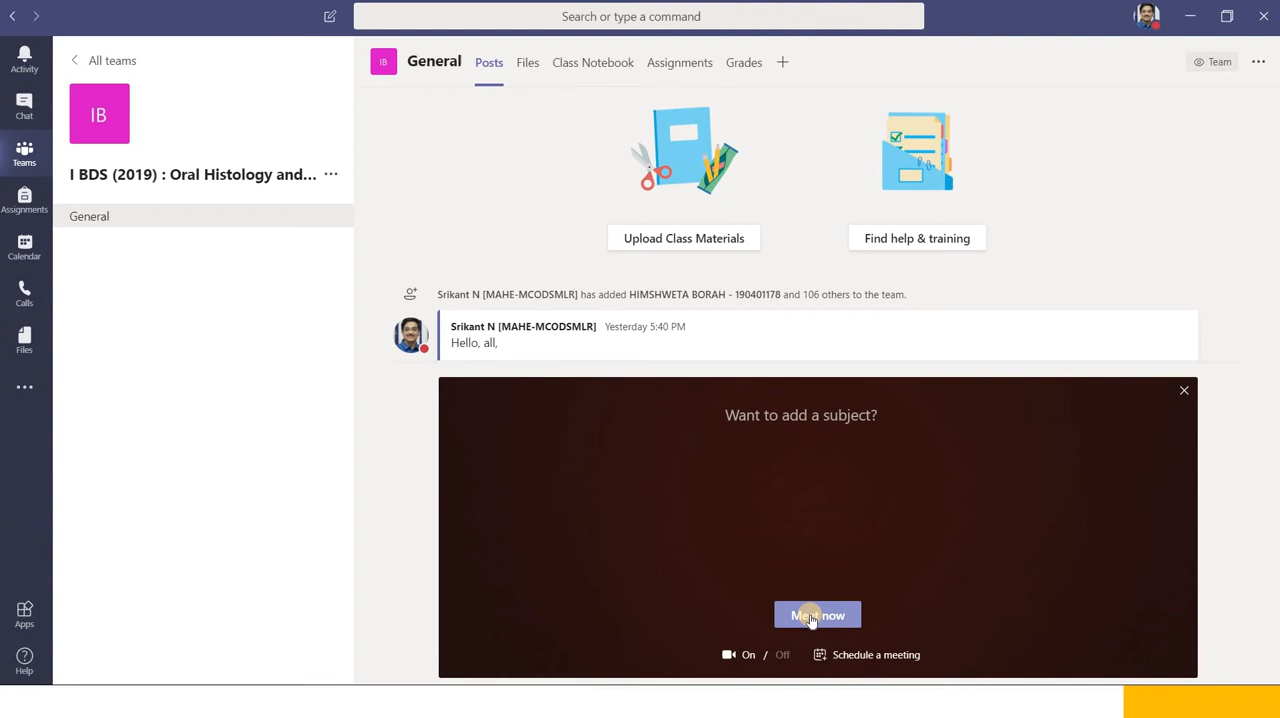 Search or type a command
Activity
Chat
Teams
Assignments
Calendar
Calls
Files
Apps
Help
All teams
IB
I BDS (2019) : Oral Histology and...
General
IB
General
Posts
Files
Class Notebook
Assignments
Grades
Team
Upload Class Materials
Find help & training
Srikant N [MAHE-MCODSMLR] has added HIMSHWETA BORAH - 190401178 and 106 others to the team.
Srikant N [MAHE-MCODSMLR] Yesterday 5:40 PM
Hello, all,
Want to add a subject?
Meet now
On / Off
Schedule a meeting